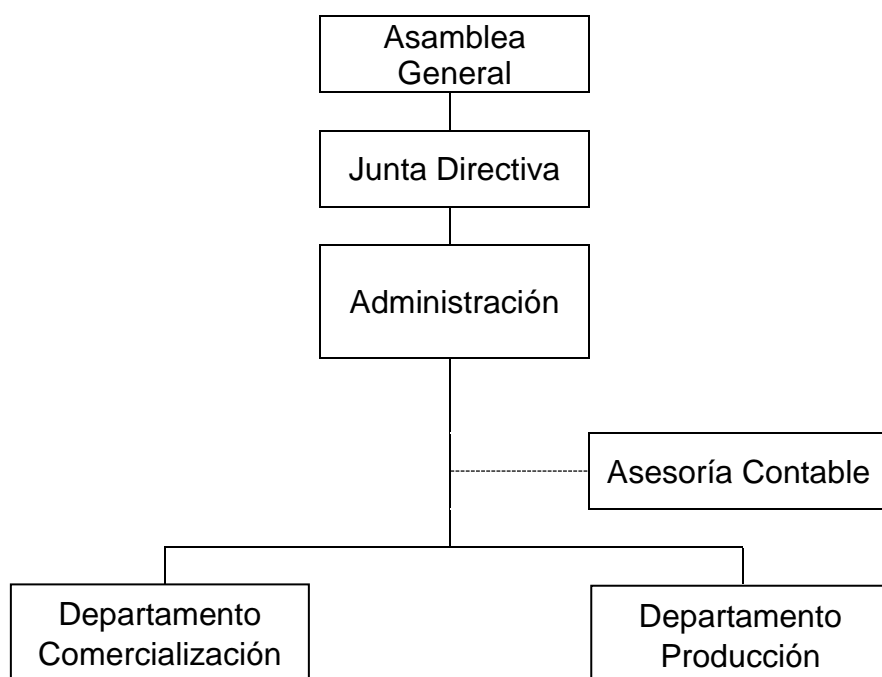 Asamblea
General
Junta Directiva
Administración
Asesoría Contable
Departamento
Comercialización
Departamento
Producción